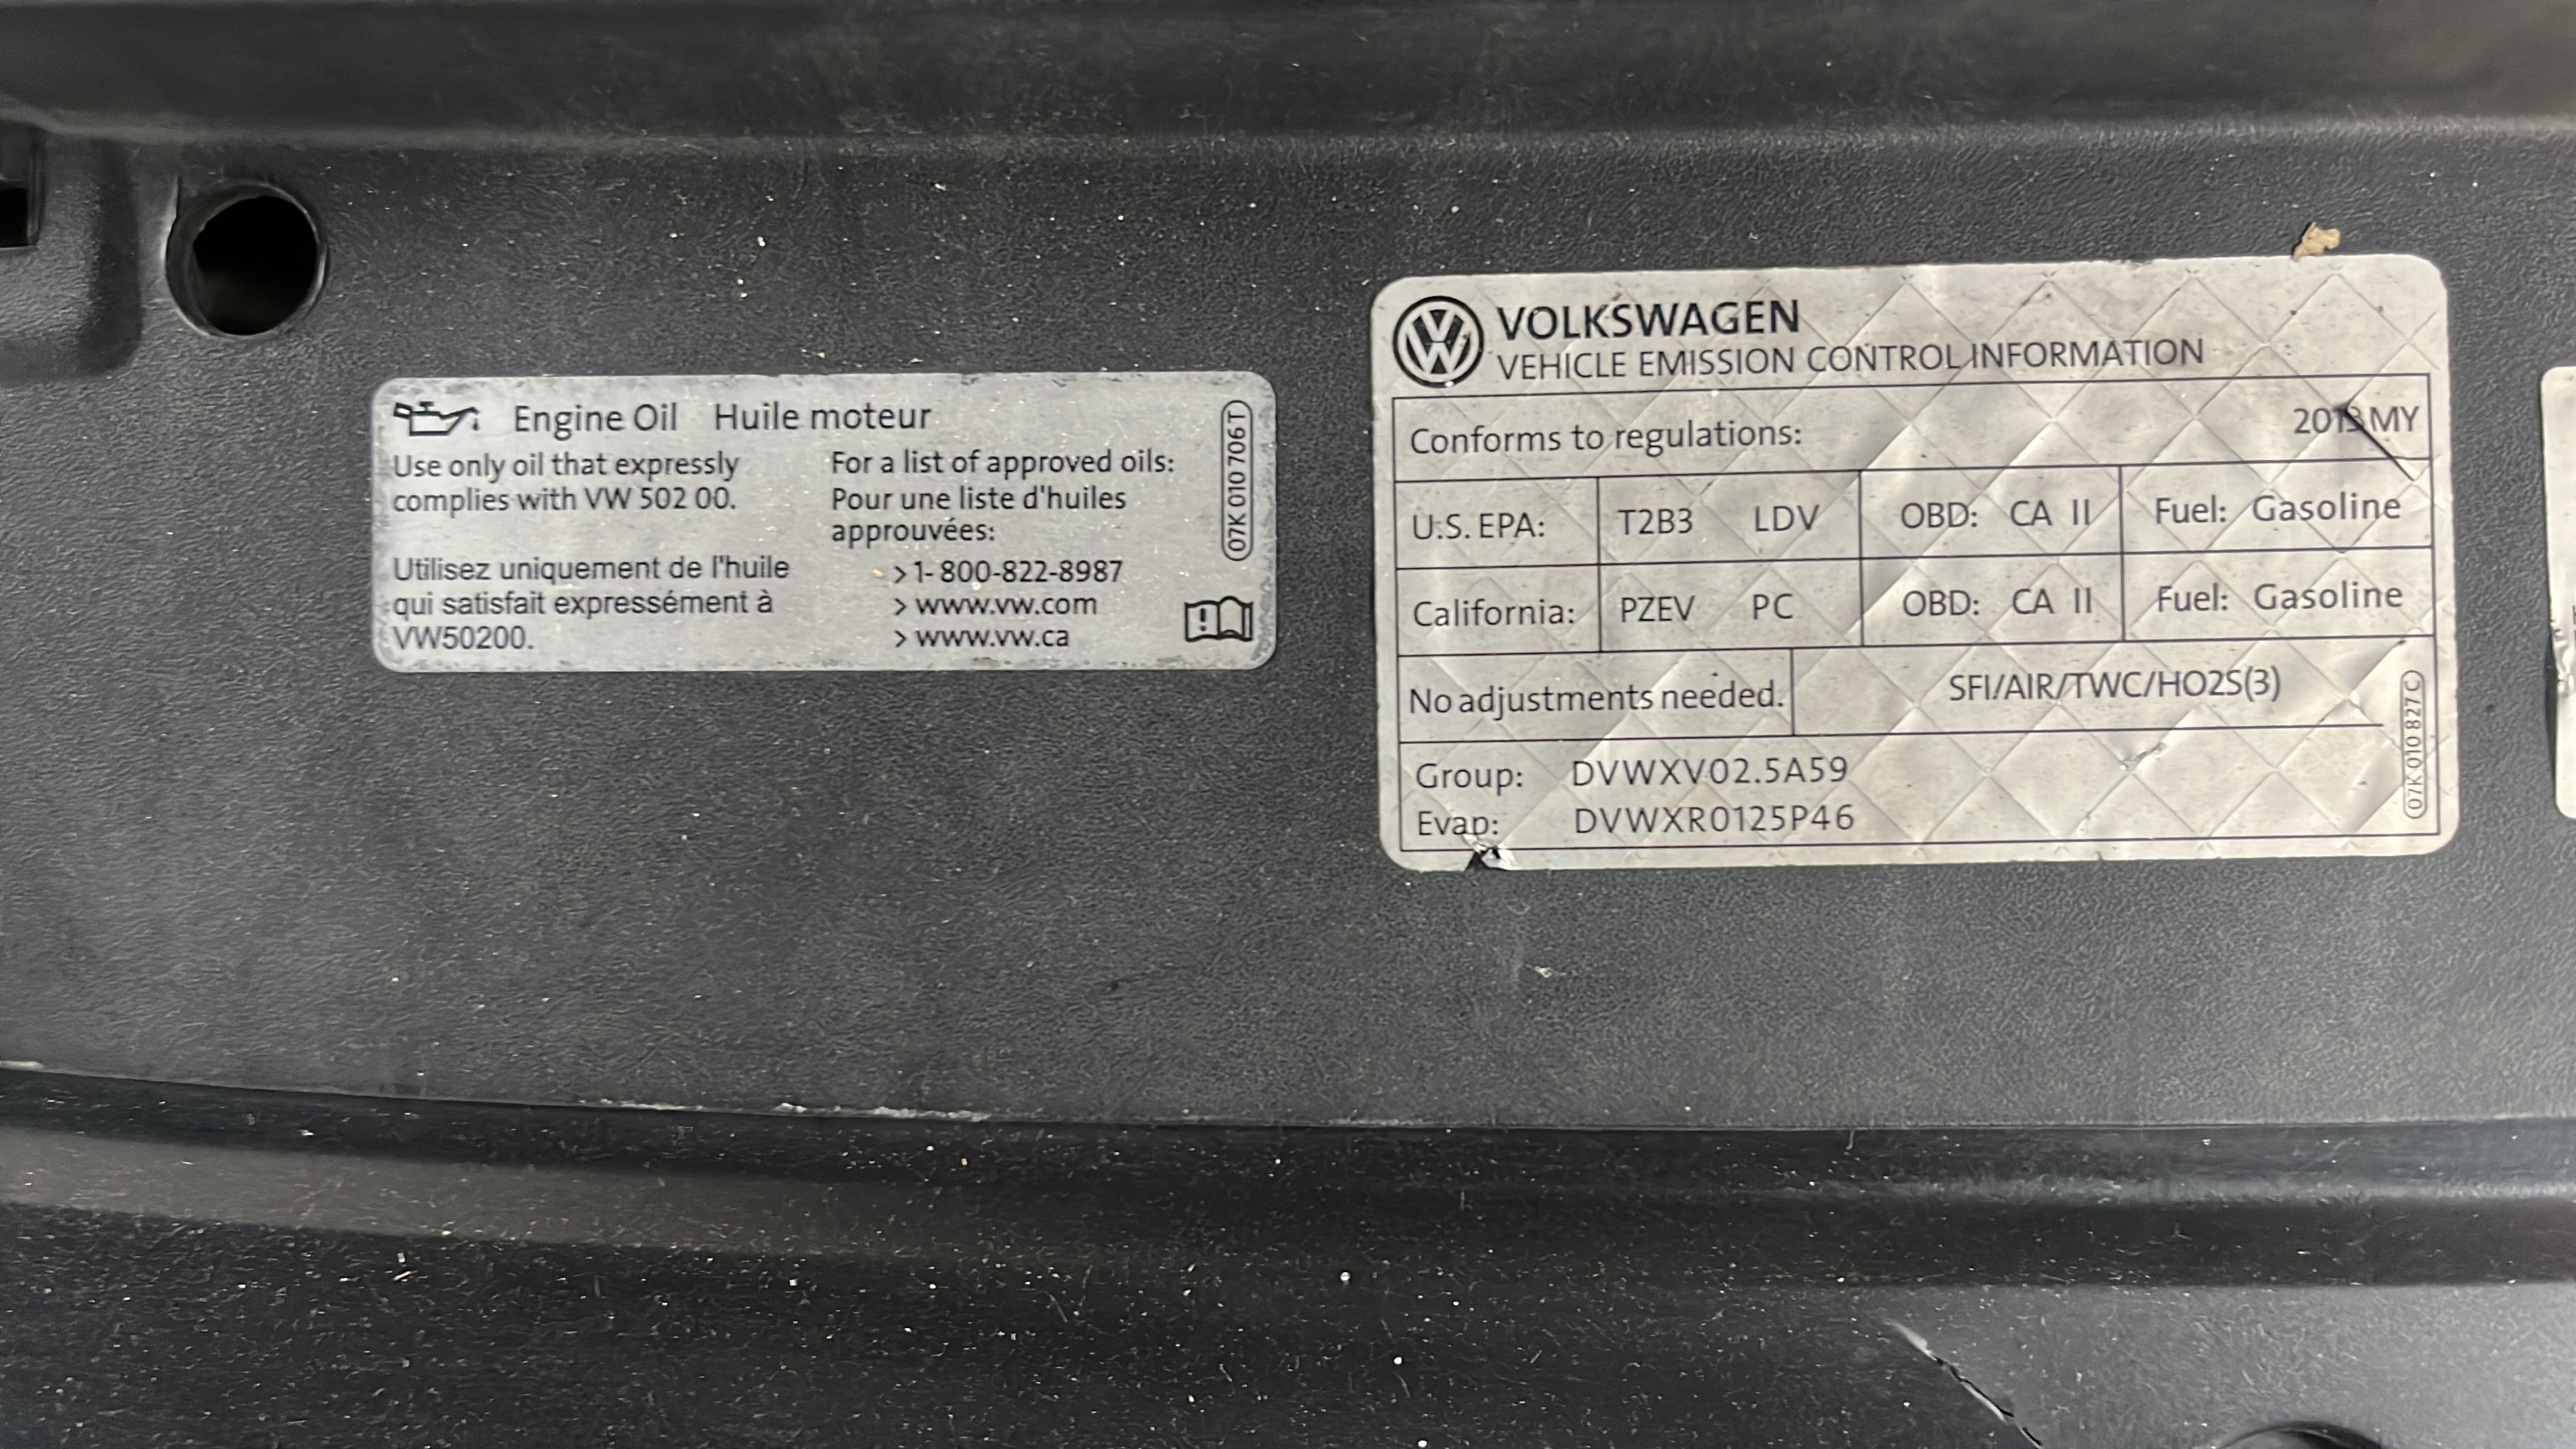 Engine Oil Huile moteur
Use only oil that expressly
complies with VW 502 00.
Utilisez uniquement de l'huile
qui satisfait expressément à
VW50200.
For a list of approved oils:
Pour une liste d'huiles
approuvées:
> 1-800-822-8987
> www.vw.com
> www.vw.ca
07K 010 706 T
VOLKSWAGEN
VEHICLE EMISSION CONTROL INFORMATION
Conforms to regulations: 2013 MY
U.S. EPA: T2B3 LDV OBD: CA II Fuel: Gasoline
California: PZEV PC OBD: CA II Fuel: Gasoline
No adjustments needed. SFI/AIR/TWC/HO2S(3)
Group: DVWXV02.5A59
Evap: DVWXR0125P46
07K 010 827 C